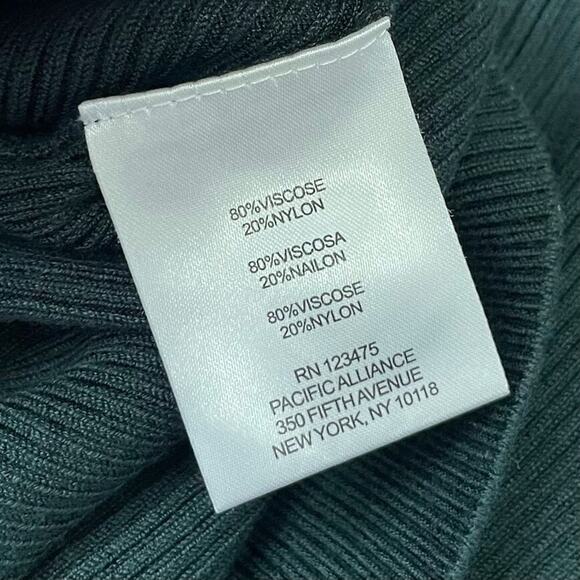 80%VISCOSE
20%NYLON
80%VISCOSA
20%NAILON
80%VISCOSE
20%NYLON
RN 123475
PACIFIC ALLIANCE
350 FIFTH AVENUE
NEW YORK, NY 10118